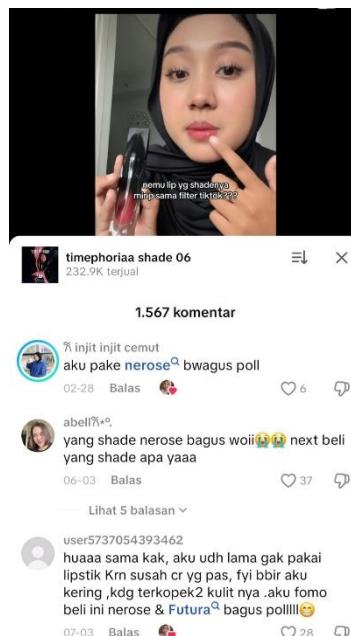 nemu lip yg shadenya
mirip sama filter tiktok???
timephoriaa shade 06
232.9K terjual
1.567 komentar
injit injit cemut
aku pake nerose bwagus poll
02-28 Balas
6
abell
yang shade nerose bagus woii😭😭 next beli
yang shade apa yaaa
06-03 Balas
37
Lihat 5 balasan
user5737054393462
huaaa sama kak, aku udh lama gak pakai
lipstik Krn susah cr yg pas, fyi bbir aku
kering ,kdg terkopek2 kulit nya .aku fomo
beli ini nerose & Futura bagus polllll😁
07-03 Balas
28